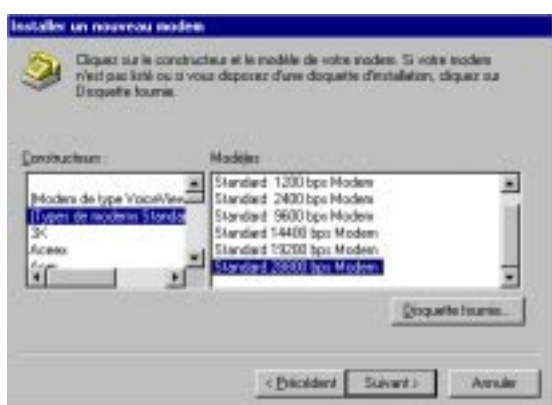 Installer un nouveau modem
Cliquez sur le constructeur et le modèle de votre modem. Si votre modem
n'est pas listé ou si vous disposez d'une disquette d'installation, cliquez sur
Disquette fournie.
Constructeurs :
Modèles
(Modem de type VoiceView
(Types de modems Standar
3X
Aceex
Acer
Standard 1200 bps Modem
Standard 2400 bps Modem
Standard 9600 bps Modem
Standard 14400 bps Modem
Standard 19200 bps Modem
Standard 28800 bps Modem
Disquette fournie...
< Précédent
Suivant >
Annuler